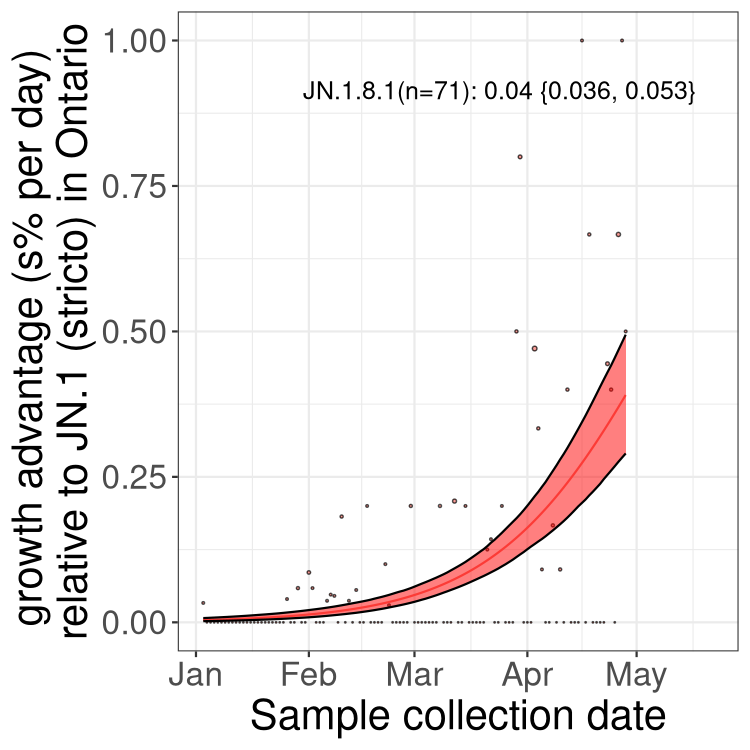 growth advantage (s% per day)
relative to JN.1 (stricto) in Ontario
1.00
0.75
0.50
0.25
0.00
JN.1.8.1(n=71): 0.04 {0.036, 0.053}
Jan Feb Mar Apr May
Sample collection date